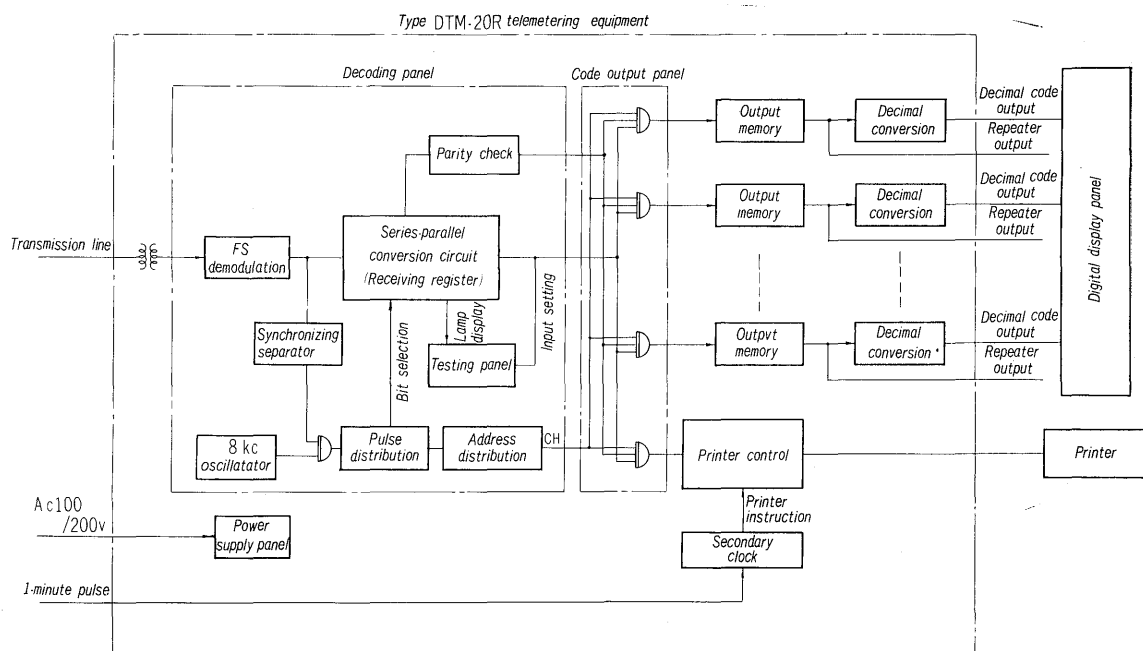 Type DTM-20R telemetering equipment
Decoding panel
Code output panel
Decimal code
output
Repeater
output
Output
memory
Decimal
conversion
Parity check
Decimal code
output
Repeater
output
Output
memory
Decimal
conversion
Digital display panel
Transmission line
FS
demodulation
Series-parallel
conversion circuit
(Receiving register)
Synchronizing
separator
Bit selection
Lamp
display
Input setting
Testing panel
Outpvt
memory
Decimal
conversion
Decimal code
output
Repeater
output
8 kc
oscillatator
Pulse
distribution
Address
distribution
CH
Printer control
Printer
Ac100
/200v
Power
supply panel
Printer
instruction
Secondary
clock
1-minute pulse